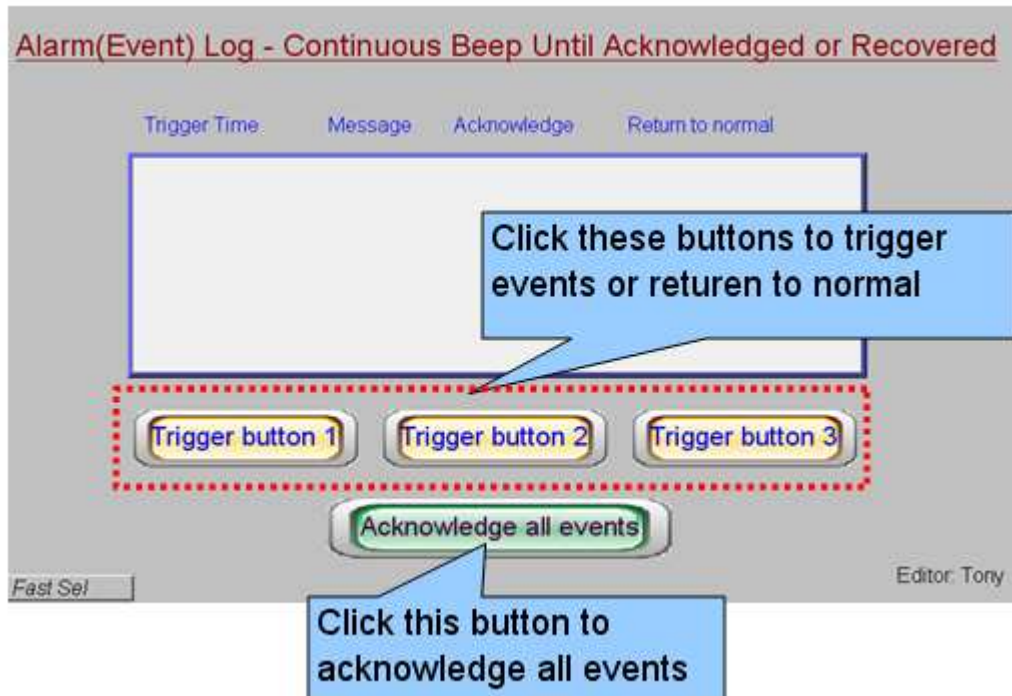 Alarm(Event) Log - Continuous Beep Until Acknowledged or Recovered
Trigger Time Message Acknowledge Return to normal
Click these buttons to trigger
events or returen to normal
Trigger button 1 Trigger button 2 Trigger button 3
Acknowledge all events
Fast Sel
Editor: Tony
Click this button to
acknowledge all events